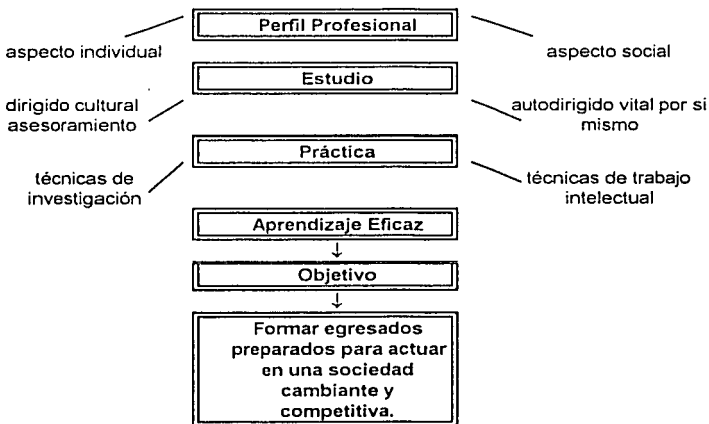 Perfil Profesional
aspecto individual
aspecto social
Estudio
dirigido cultural
asesoramiento
autodirigido vital por si
mismo
Práctica
técnicas de
investigación
técnicas de trabajo
intelectual
Aprendizaje Eficaz
↓
Objetivo
↓
Formar egresados
preparados para actuar
en una sociedad
cambiante y
competitiva.